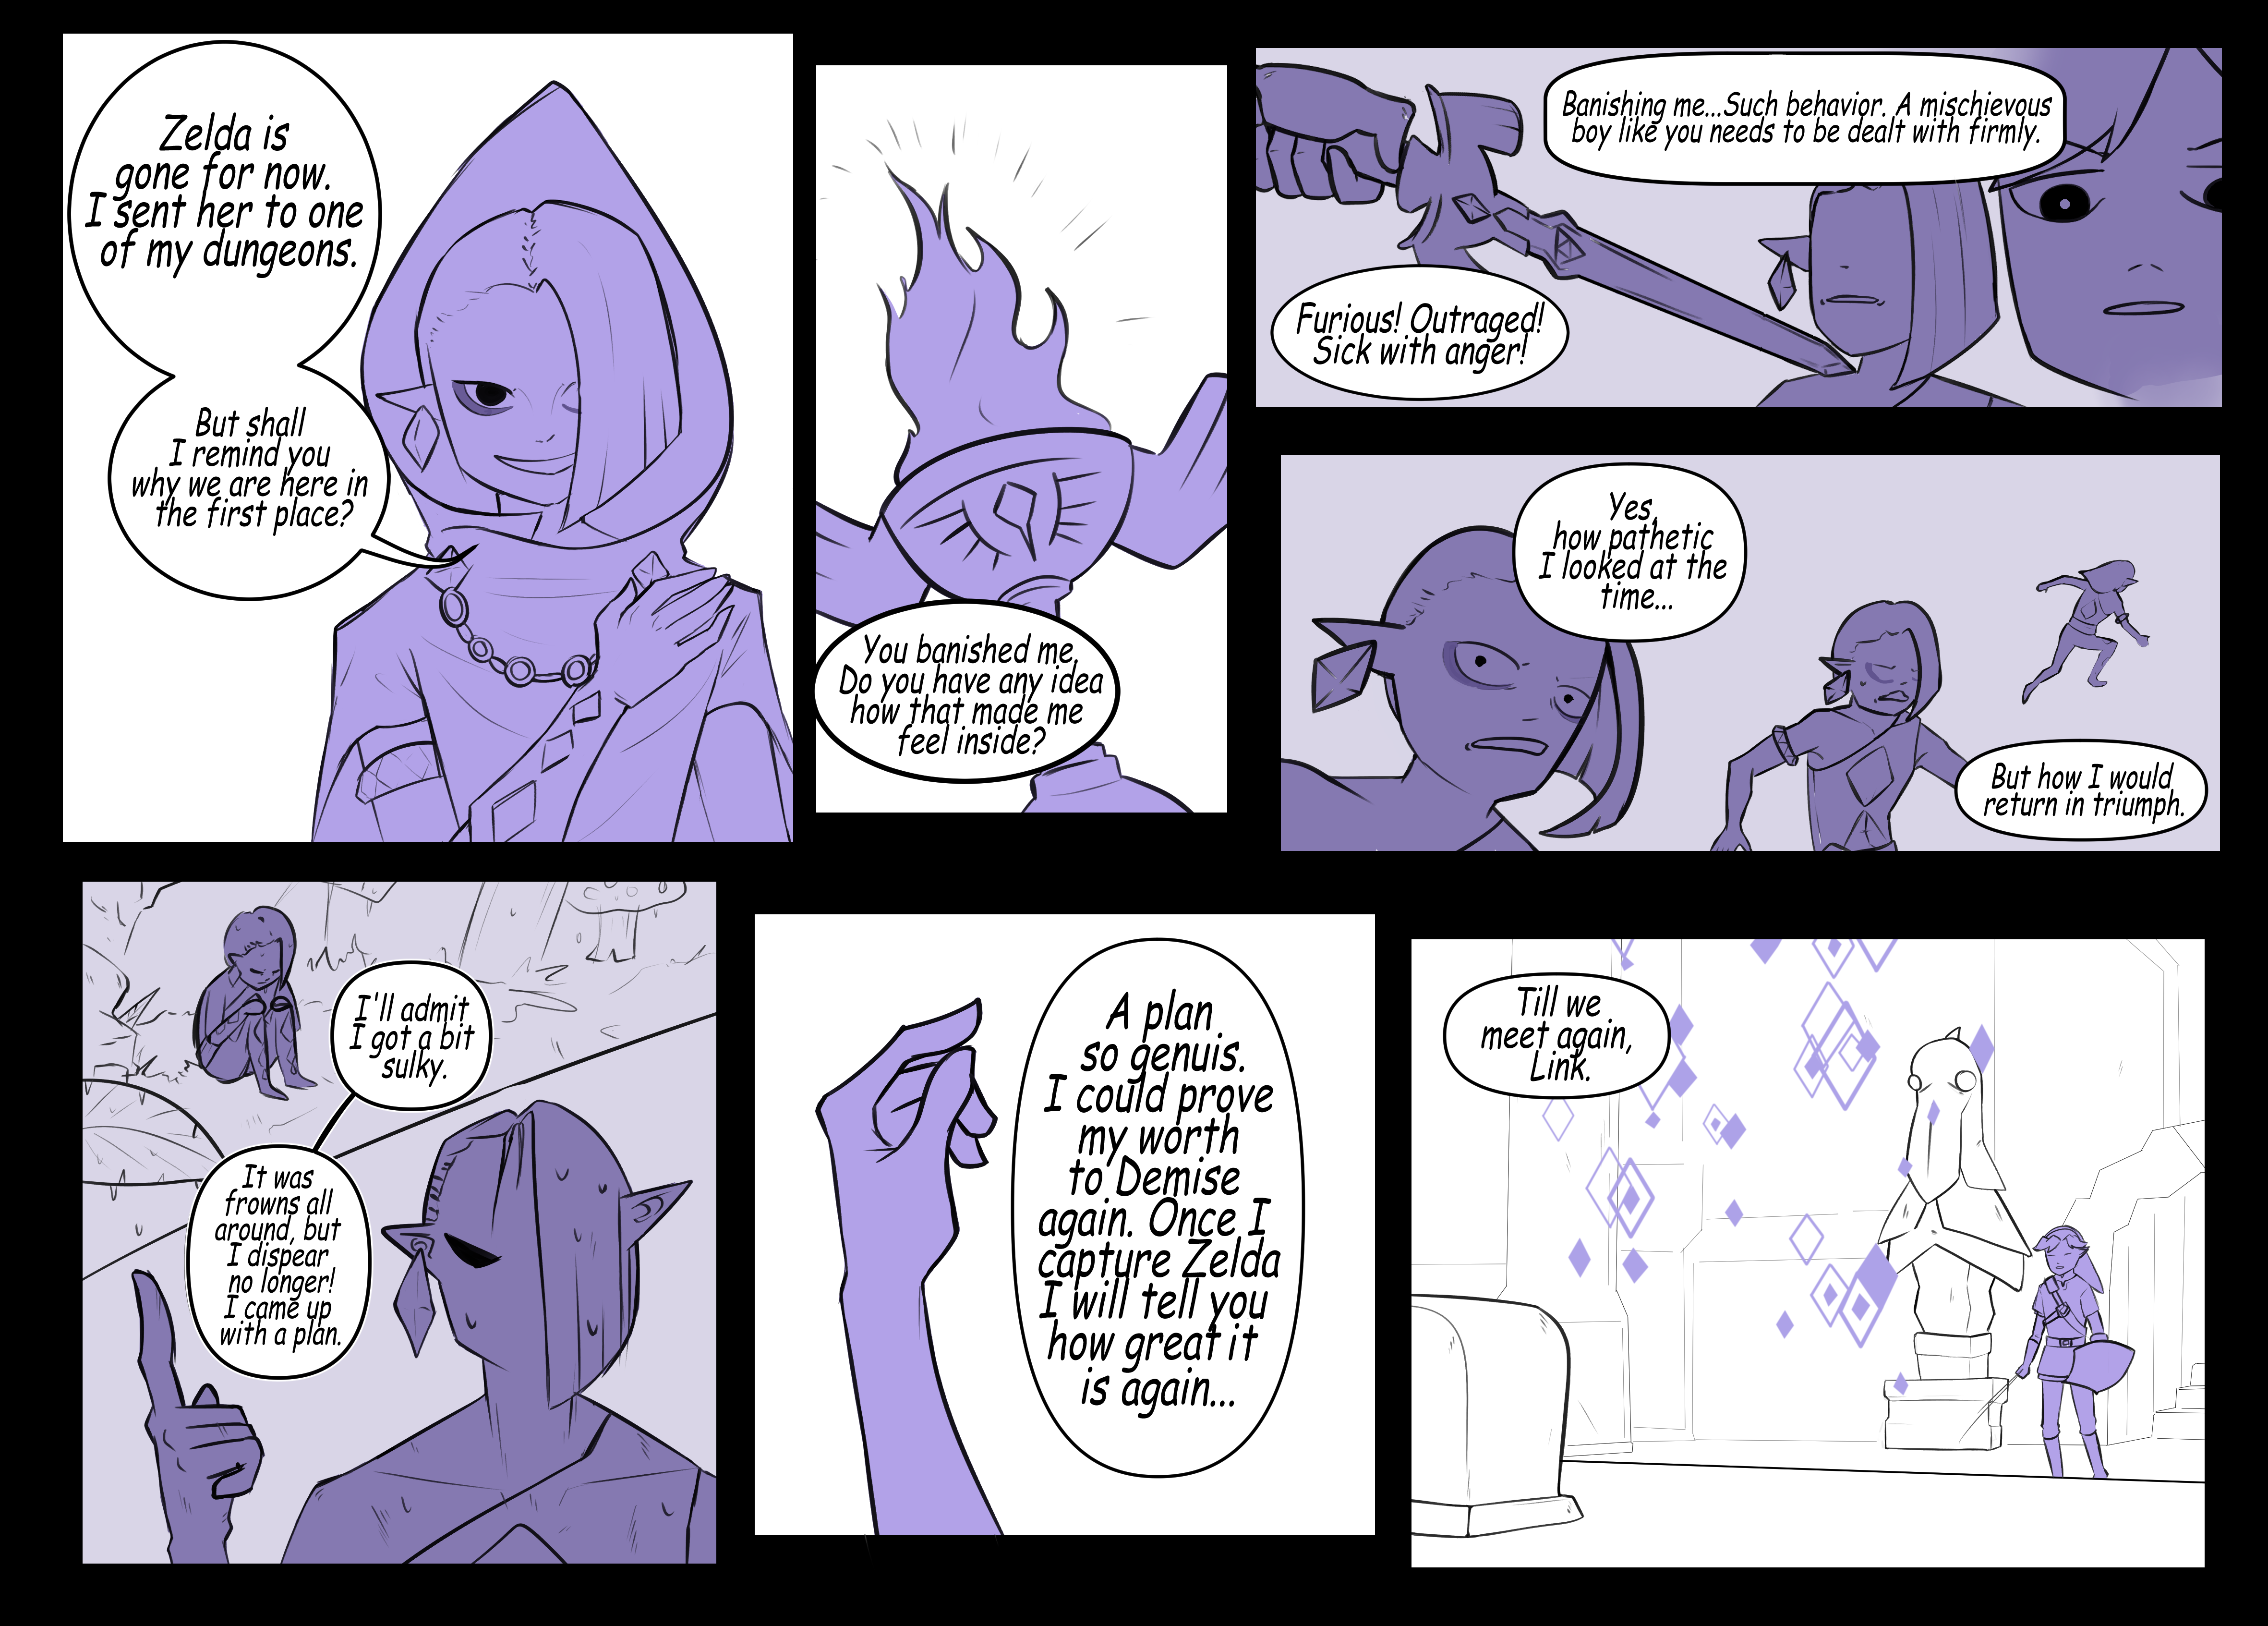 Zelda is
gone for now.
I sent her to one
of my dungeons.
But shall
I remind you
why we are here in
the first place?
You banished me.
Do you have any idea
how that made me
feel inside?
Banishing me...Such behavior. A mischievous
boy like you needs to be dealt with firmly.
Furious! Outraged!
Sick with anger!
Yes,
how pathetic
I looked at the
time...
But how I would
return in triumph.
I'll admit
I got a bit
sulky.
It was
frowns all
around, but
I dispear
no longer!
I came up
with a plan.
A plan
so genuis.
I could prove
my worth
to Demise
again. Once I
capture Zelda
I will tell you
how great it
is again...
Till we
meet again,
Link.